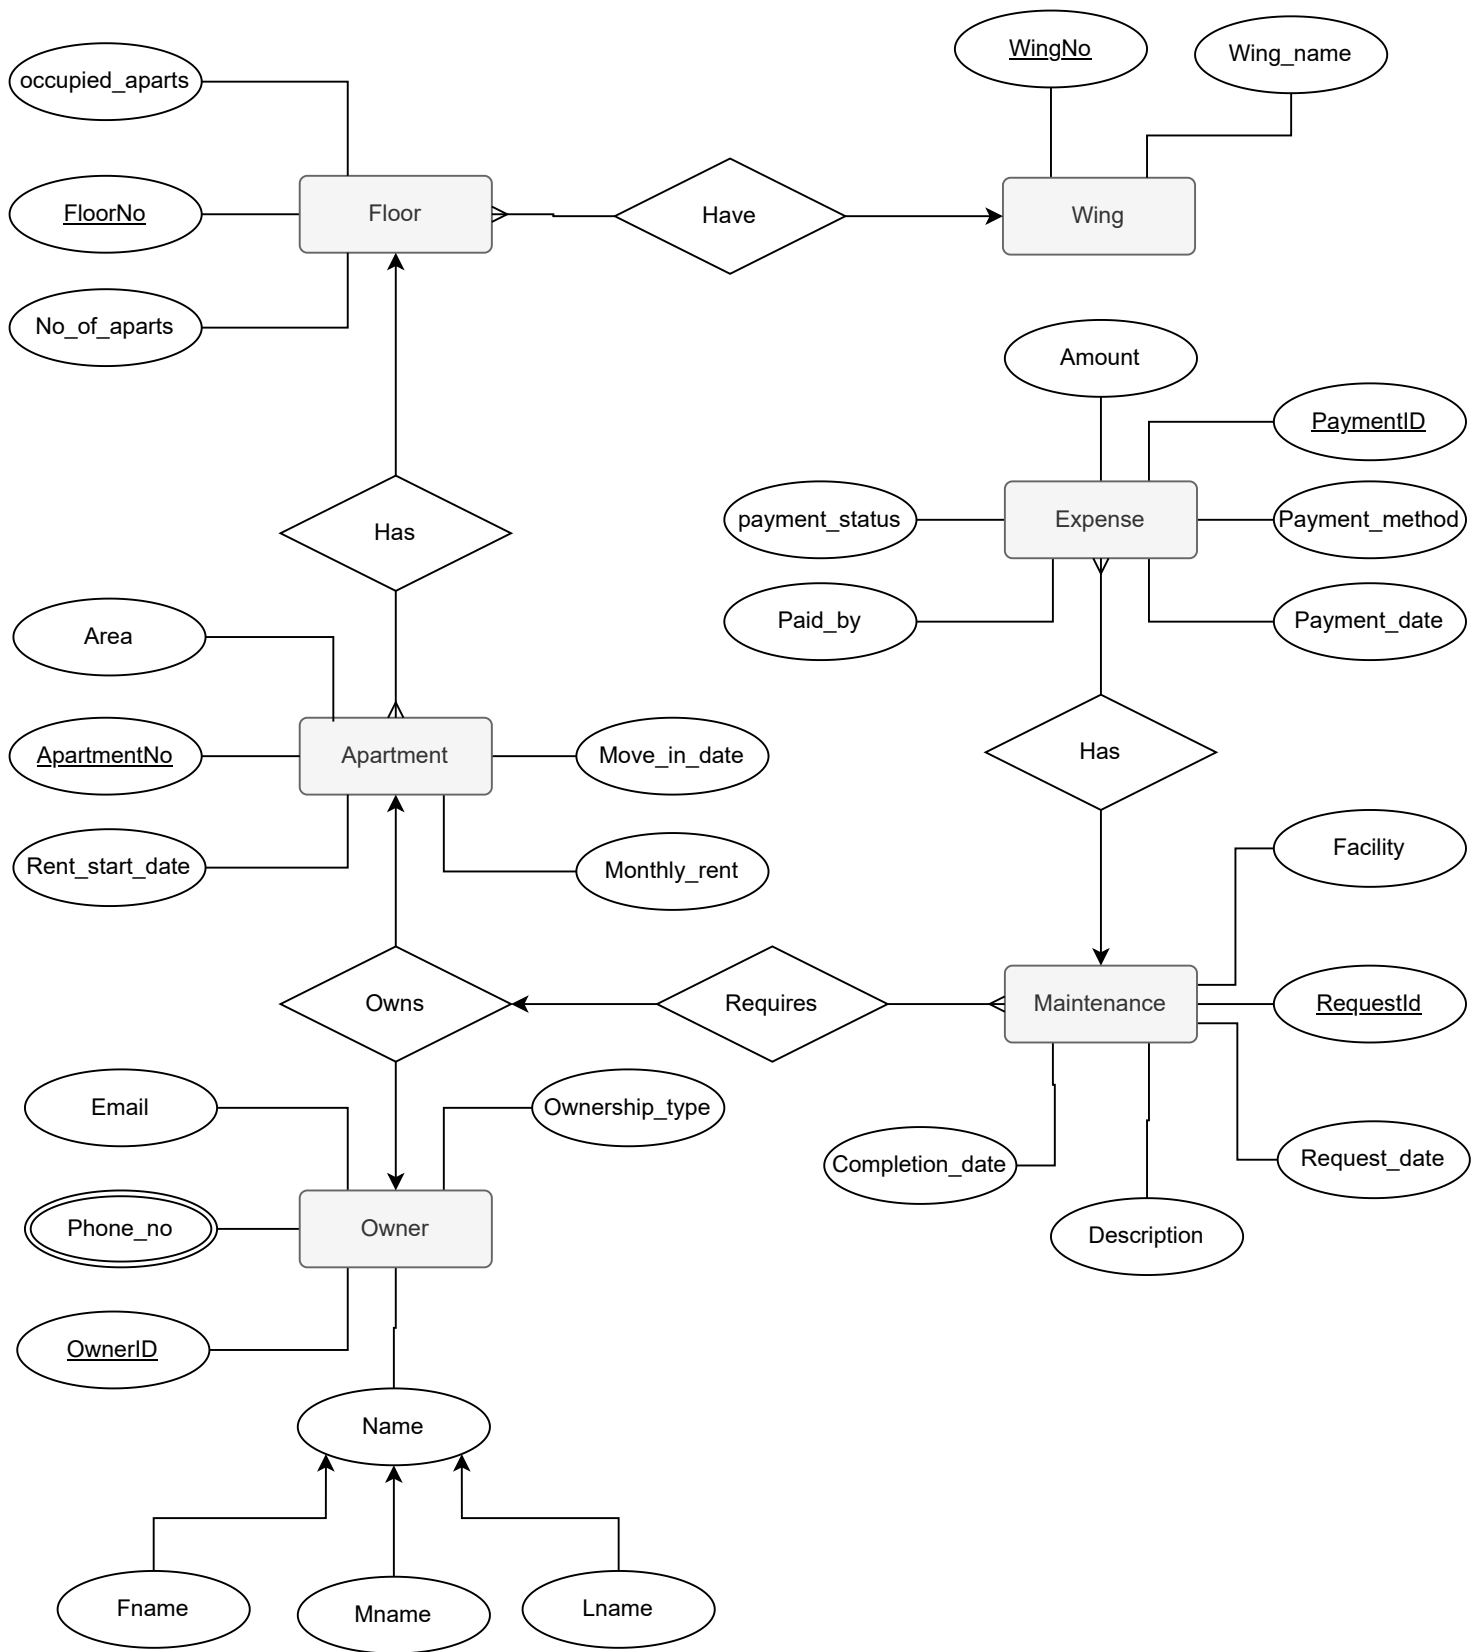 WingNo
Wing_name
occupied_aparts
FloorNo
Floor
Have
Wing
No_of_aparts
Amount
PaymentID
Has
payment_status
Expense
Payment_method
Area
Paid_by
Payment_date
ApartmentNo
Apartment
Move_in_date
Has
Rent_start_date
Monthly_rent
Facility
Owns
Requires
Maintenance
RequestId
Email
Ownership_type
Completion_date
Request_date
Phone_no
Owner
Description
OwnerID
Name
Fname
Mname
Lname